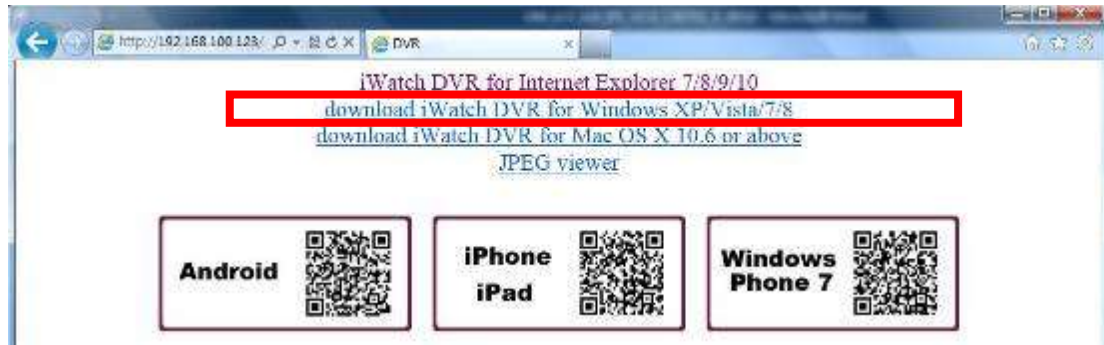 http://192.168.100.123/
DVR
iWatch DVR for Internet Explorer 7/8/9/10
download iWatch DVR for Windows XP/Vista/7/8
download iWatch DVR for Mac OS X 10.6 or above
JPEG viewer
Android
iPhone
iPad
Windows
Phone 7